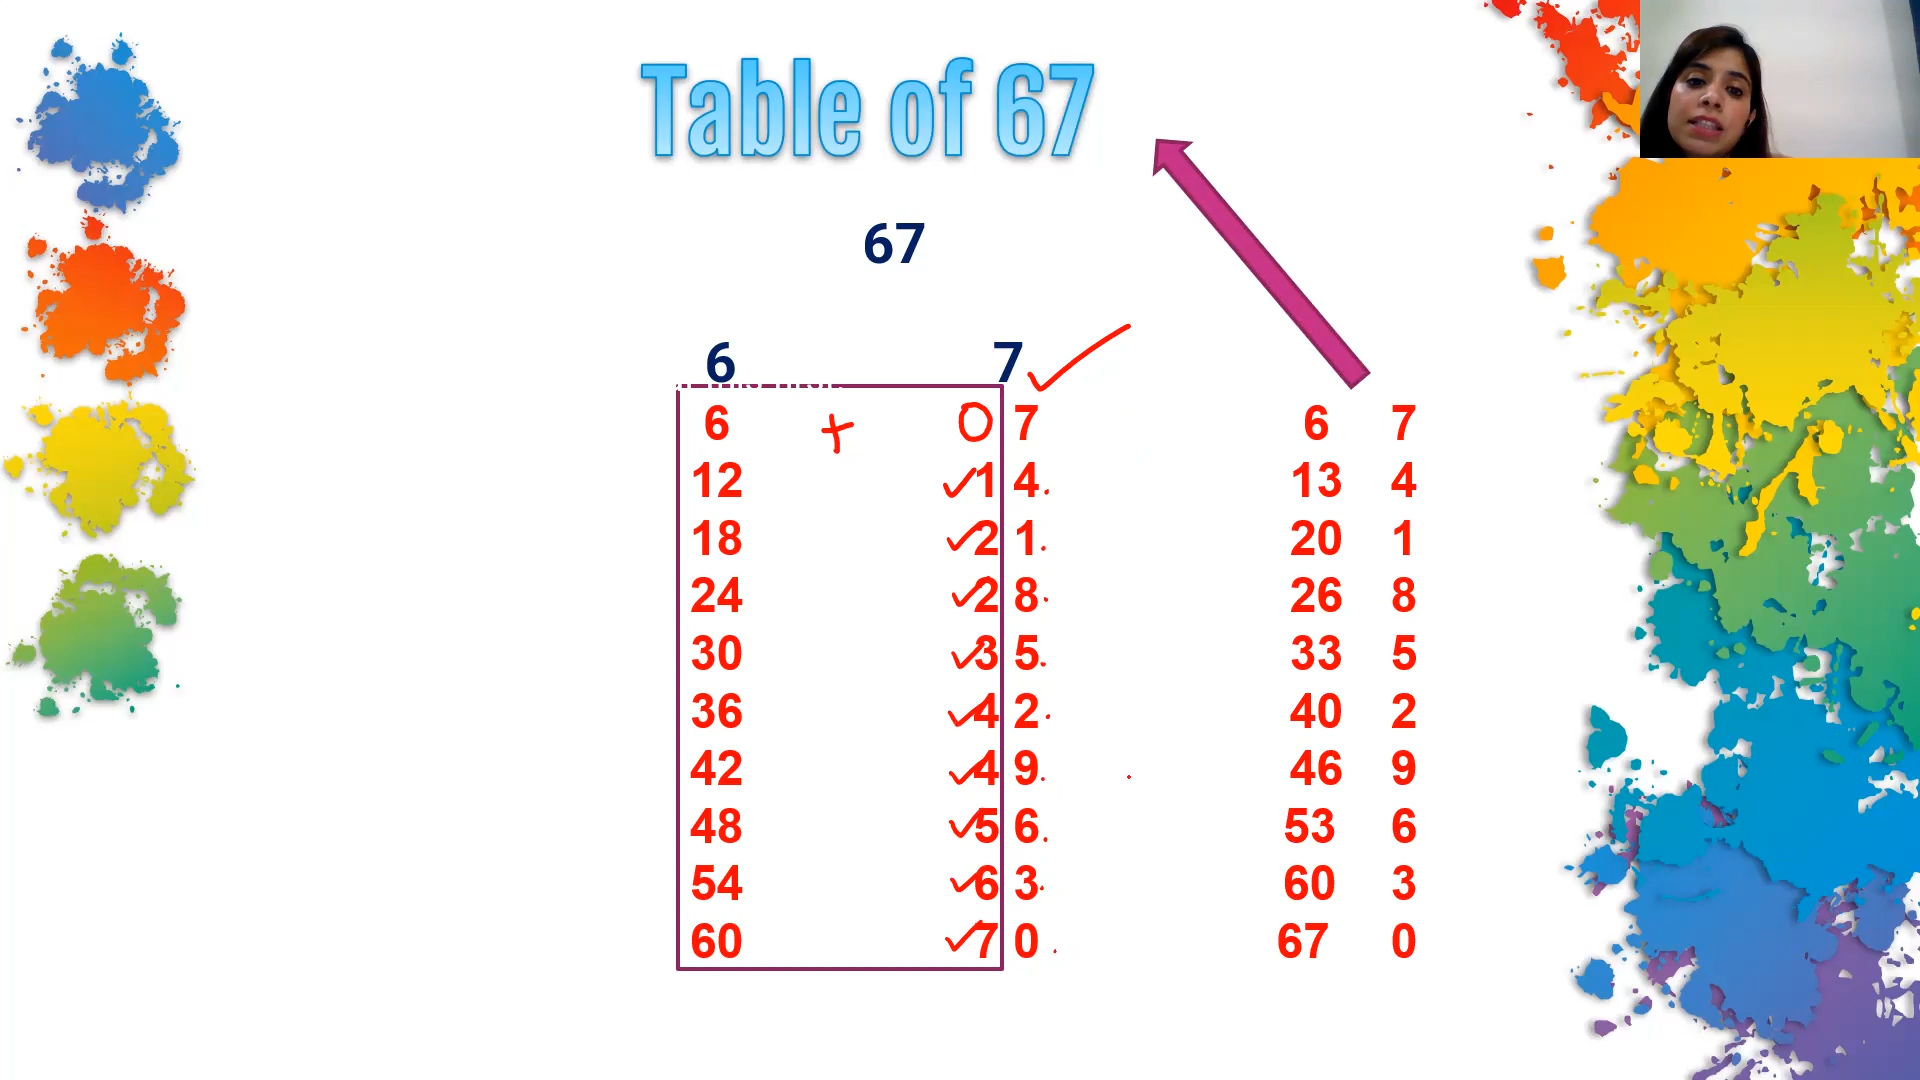 Table of 67
67
6 7
6 + 0 7 6 7
12 1 4 13 4
18 2 1 20 1
24 2 8 26 8
30 3 5 33 5
36 4 2 40 2
42 4 9 46 9
48 5 6 53 6
54 6 3 60 3
60 7 0 67 0